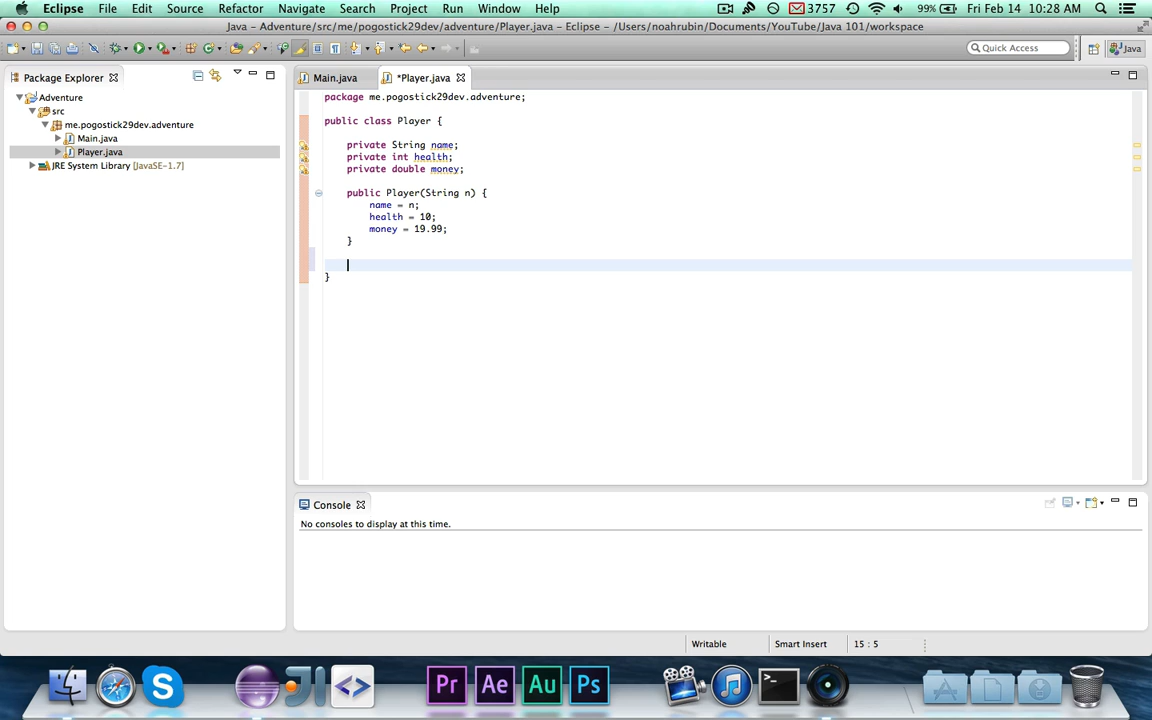 Eclipse File Edit Source Refactor Navigate Search Project Run Window Help 3757 99% Fri Feb 14 10:28 AM
Java – Adventure/src/me/pogostick29dev/adventure/Player.java – Eclipse – /Users/noahrubin/Documents/YouTube/Java 101/workspace
Quick Access Java
Package Explorer Main.java *Player.java
Adventure
src
me.pogostick29dev.adventure
Main.java
Player.java
JRE System Library [JavaSE-1.7]
package me.pogostick29dev.adventure;
public class Player {
private String name;
private int health;
private double money;
public Player(String n) {
name = n;
health = 10;
money = 19.99;
}
}
Console
No consoles to display at this time.
Writable Smart Insert 15 : 5
Pr Ae Au Ps